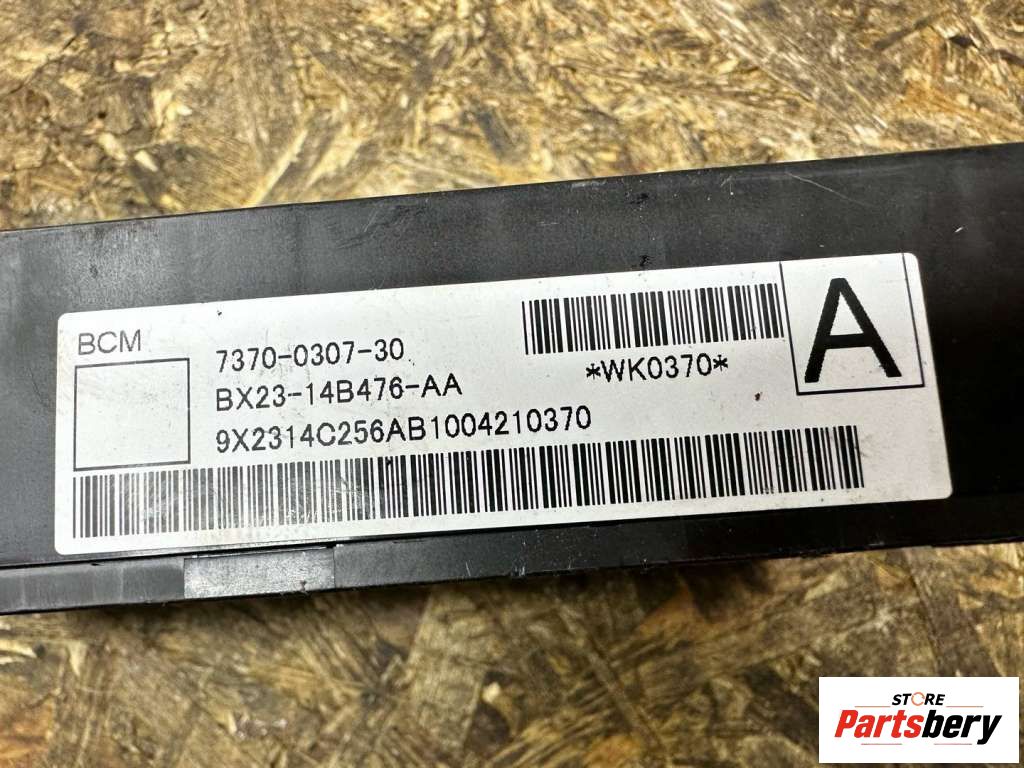 BCM
7370-0307-30
BX23-14B476-AA
9X2314C256AB1004210370
*WK0370*
A
STORE
Partsbery